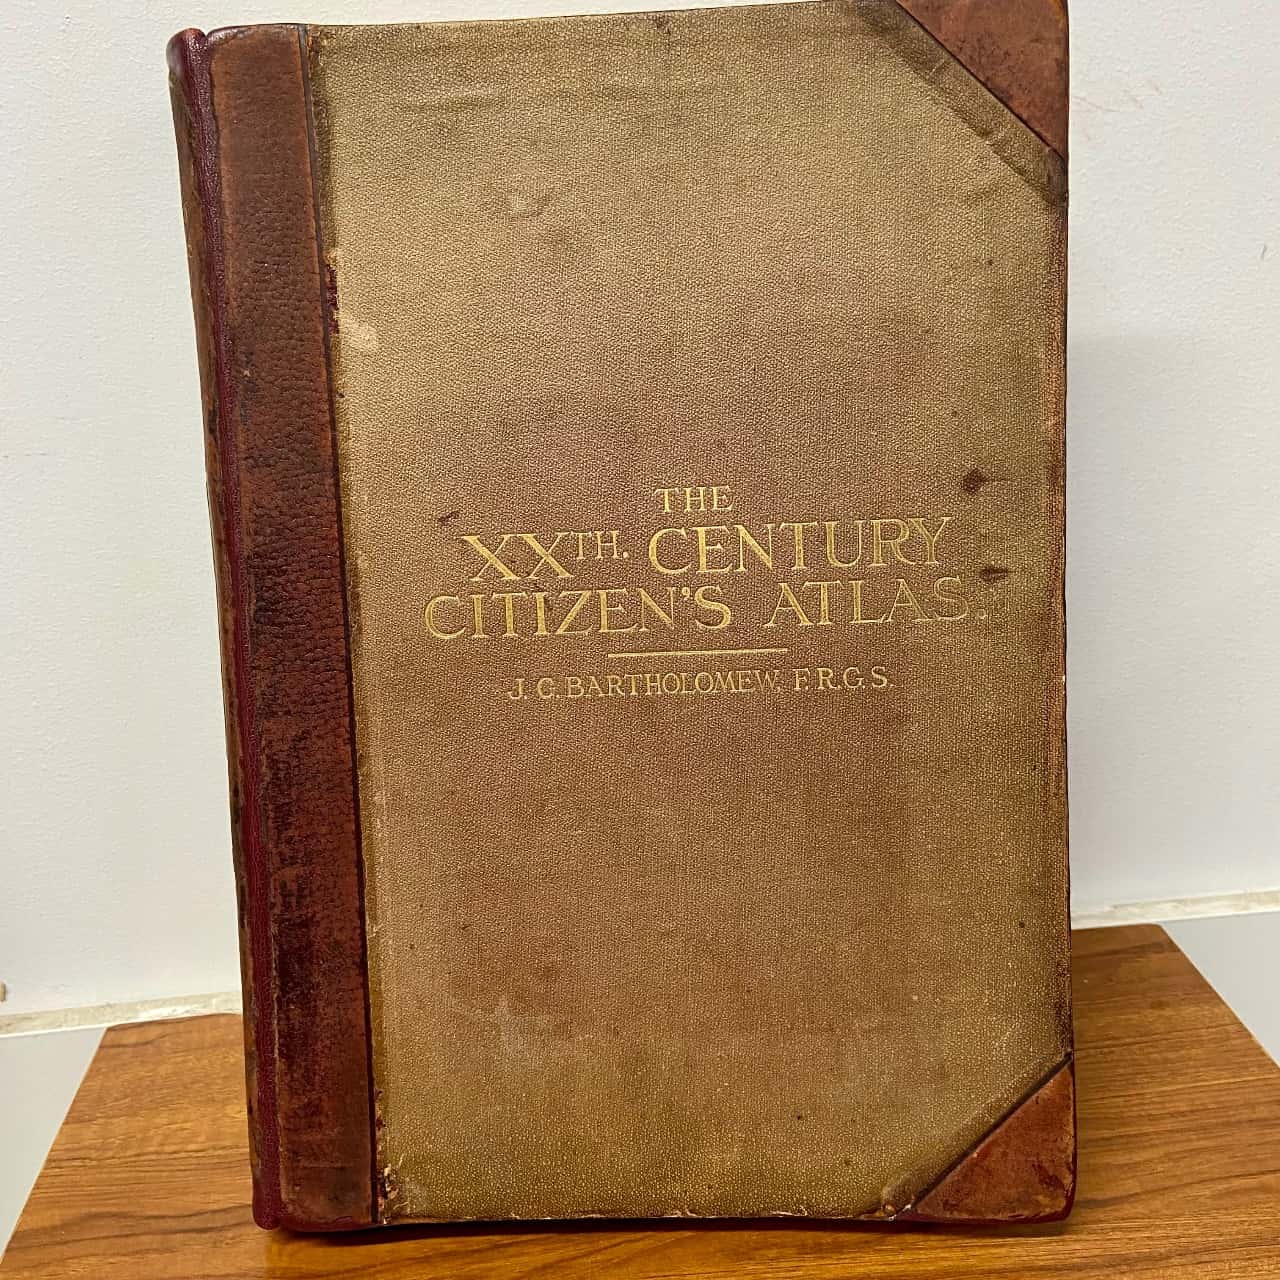 THE
XXTH. CENTURY
CITIZEN'S ATLAS.
J. G. BARTHOLOMEW. F.R.G.S.